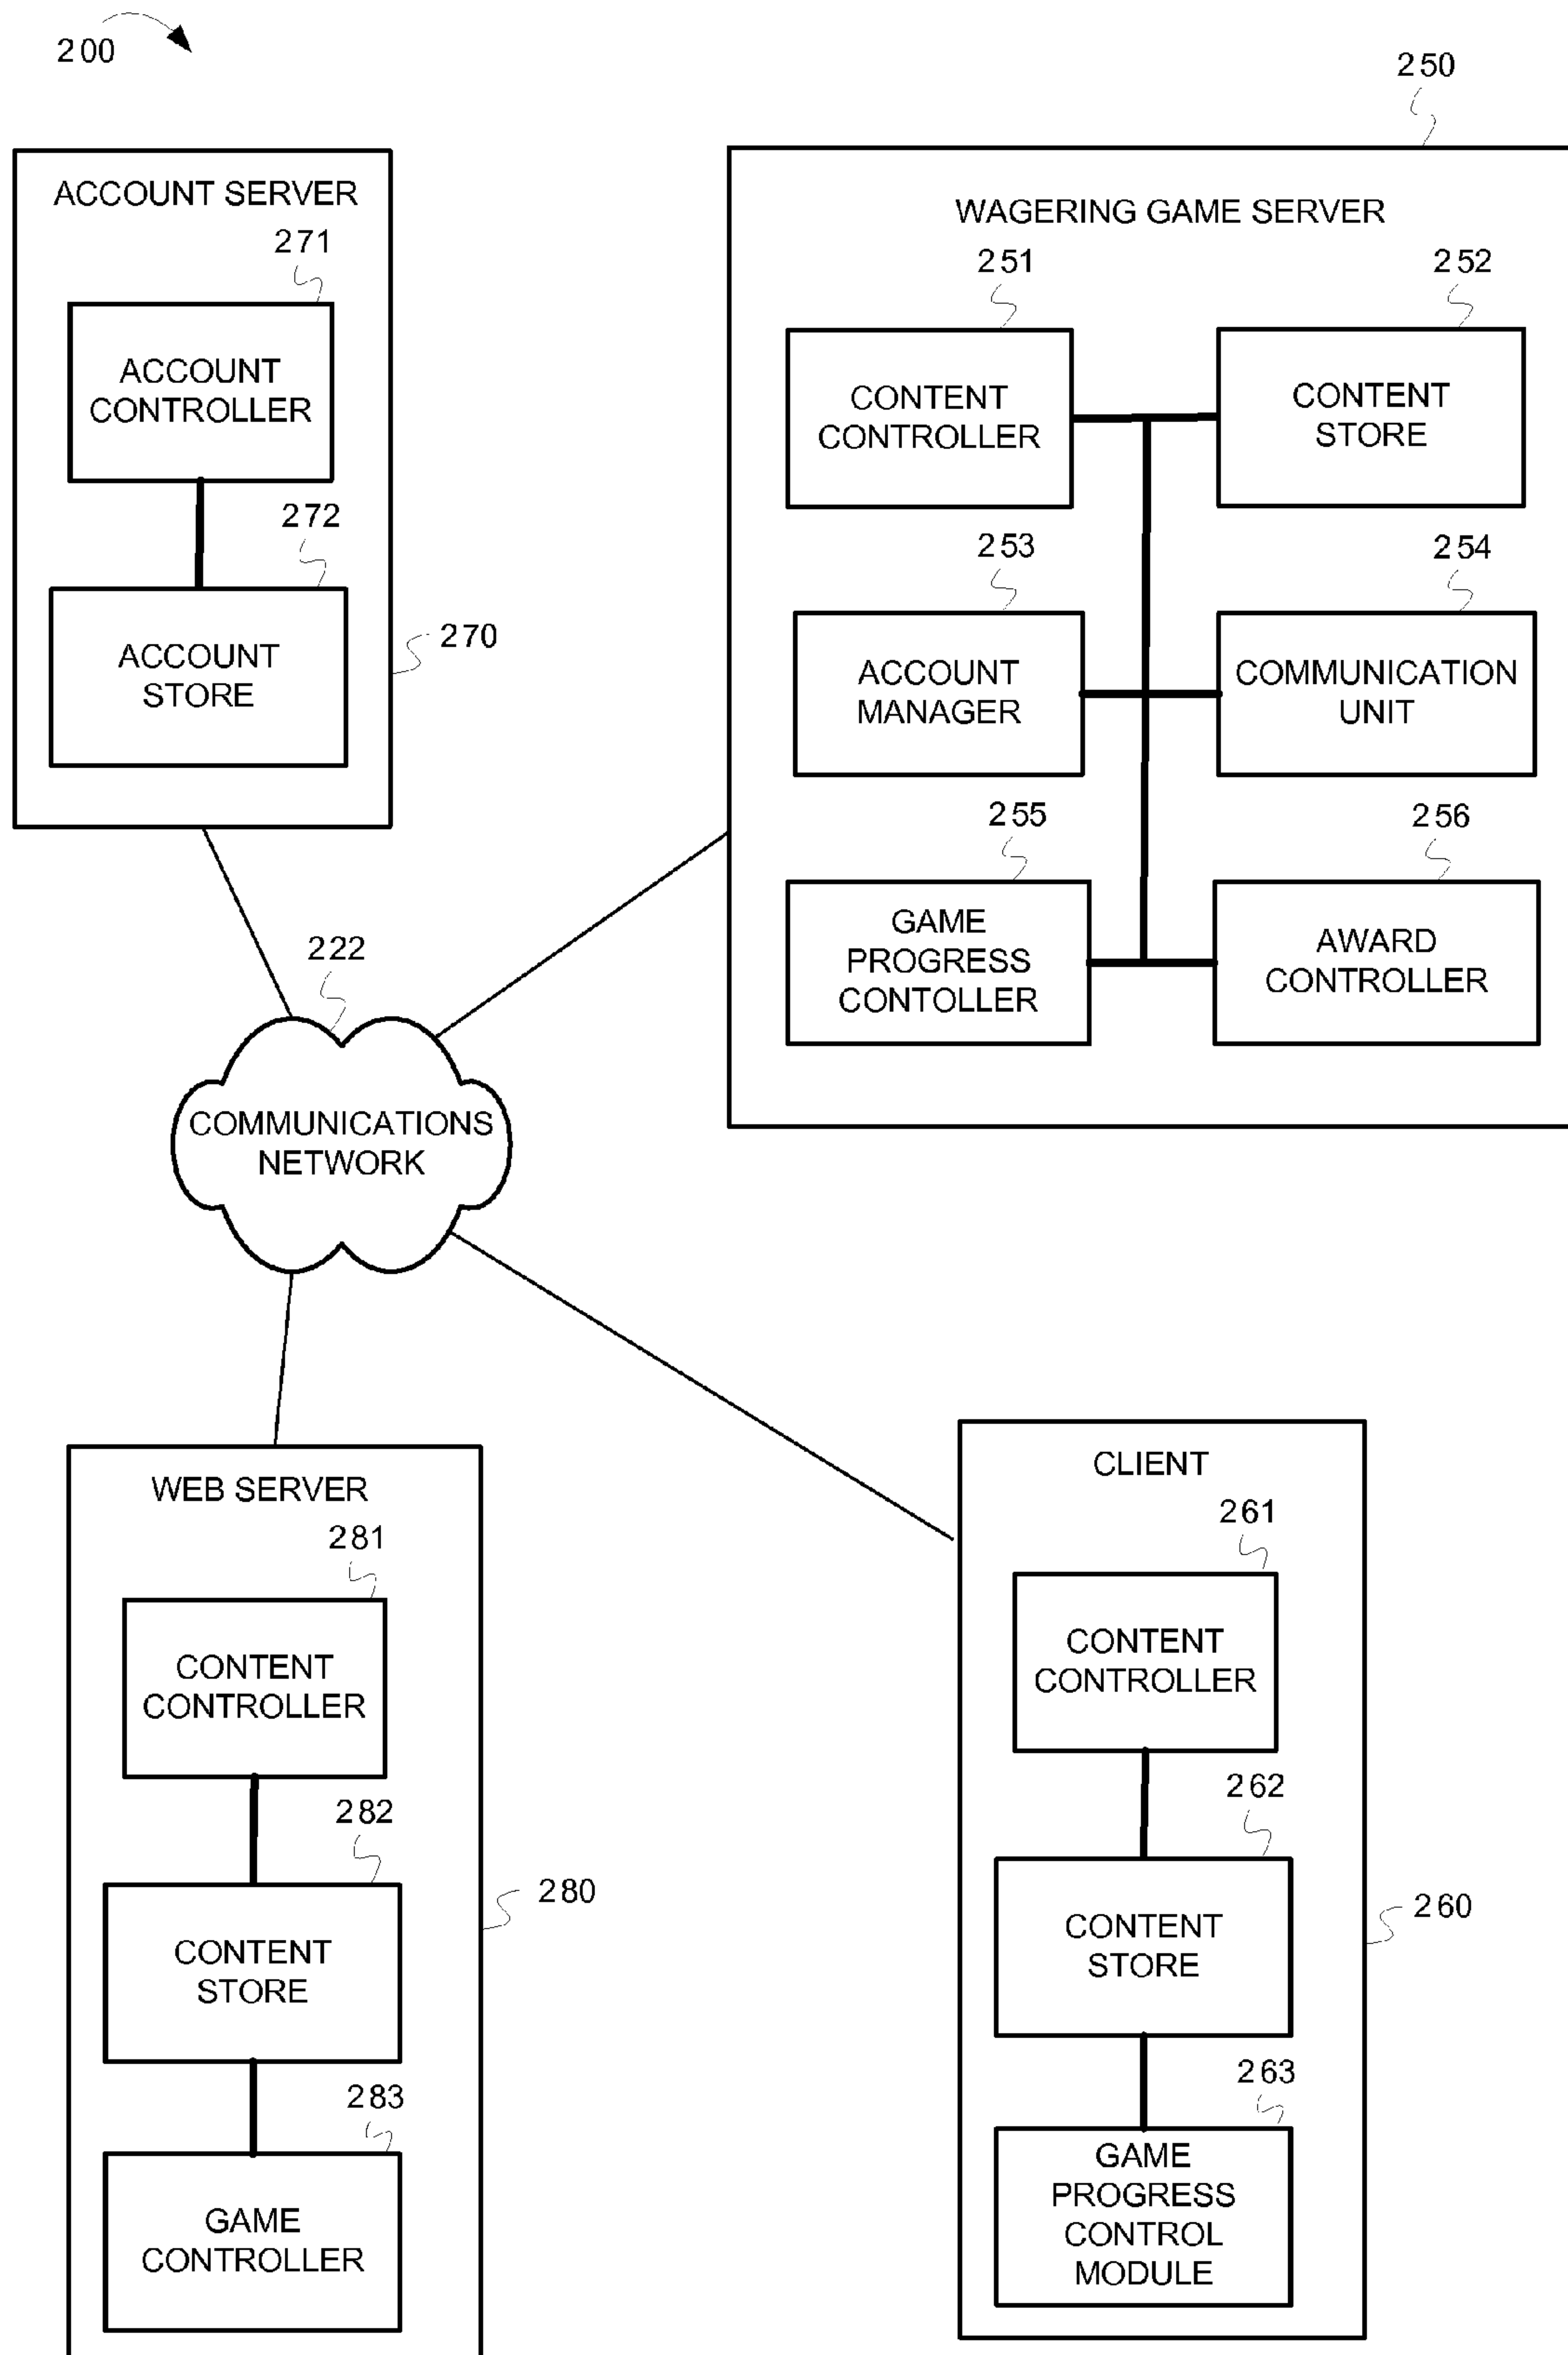 200
250
ACCOUNT SERVER
271
ACCOUNT
CONTROLLER
272
ACCOUNT
STORE
270
WAGERING GAME SERVER
251
CONTENT
CONTROLLER
252
CONTENT
STORE
253
ACCOUNT
MANAGER
254
COMMUNICATION
UNIT
255
GAME
PROGRESS
CONTOLLER
256
AWARD
CONTROLLER
222
COMMUNICATIONS
NETWORK
WEB SERVER
281
CONTENT
CONTROLLER
282
CONTENT
STORE
280
283
GAME
CONTROLLER
CLIENT
261
CONTENT
CONTROLLER
262
CONTENT
STORE
260
263
GAME
PROGRESS
CONTROL
MODULE